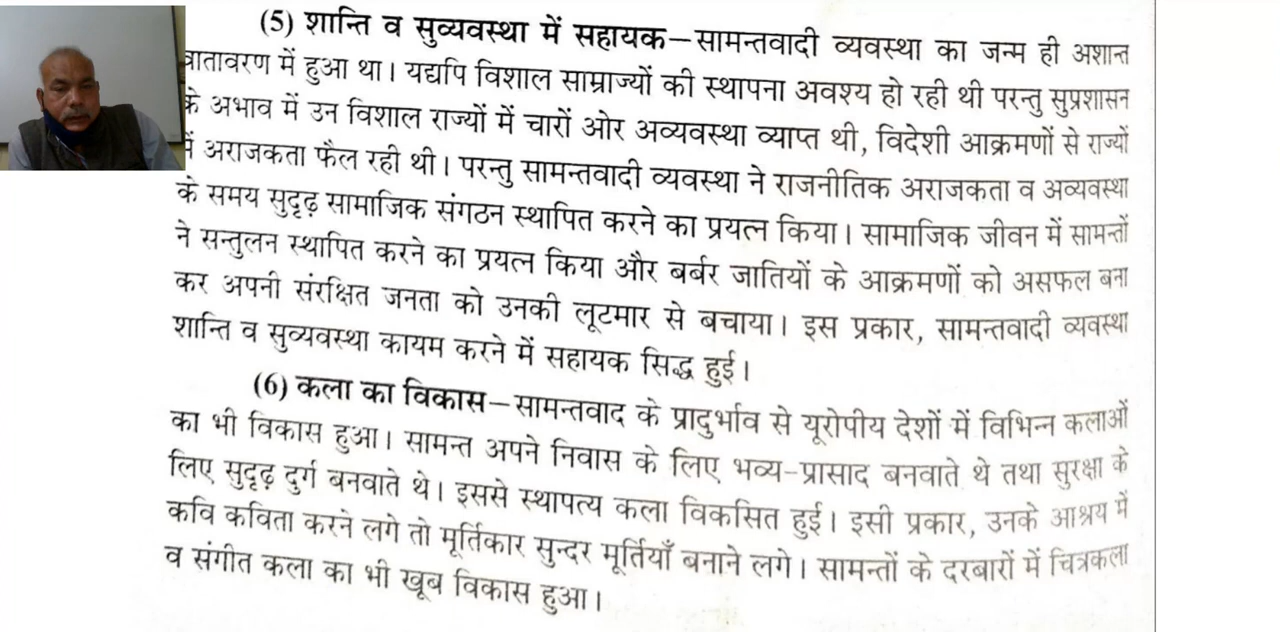 (5) शान्ति व सुव्यवस्था में सहायक–सामन्तवादी व्यवस्था का जन्म ही अशान्त
वातावरण में हुआ था। यद्यपि विशाल साम्राज्यों की स्थापना अवश्य हो रही थी परन्तु सुप्रशासन
के अभाव में उन विशाल राज्यों में चारों ओर अव्यवस्था व्याप्त थी, विदेशी आक्रमणों से राज्यों
में अराजकता फैल रही थी। परन्तु सामन्तवादी व्यवस्था ने राजनीतिक अराजकता व अव्यवस्था
के समय सुदृढ़ सामाजिक संगठन स्थापित करने का प्रयत्न किया। सामाजिक जीवन में सामन्तों
ने सन्तुलन स्थापित करने का प्रयत्न किया और बर्बर जातियों के आक्रमणों को असफल बना
कर अपनी संरक्षित जनता को उनकी लूटमार से बचाया। इस प्रकार, सामन्तवादी व्यवस्था
शान्ति व सुव्यवस्था कायम करने में सहायक सिद्ध हुई।
(6) कला का विकास–सामन्तवाद के प्रादुर्भाव से यूरोपीय देशों में विभिन्न कलाओं
का भी विकास हुआ। सामन्त अपने निवास के लिए भव्य-प्रासाद बनवाते थे तथा सुरक्षा के
लिए सुदृढ़ दुर्ग बनवाते थे। इससे स्थापत्य कला विकसित हुई। इसी प्रकार, उनके आश्रय में
कवि कविता करने लगे तो मूर्तिकार सुन्दर मूर्तियाँ बनाने लगे। सामन्तों के दरबारों में चित्रकला
व संगीत कला का भी खूब विकास हुआ।